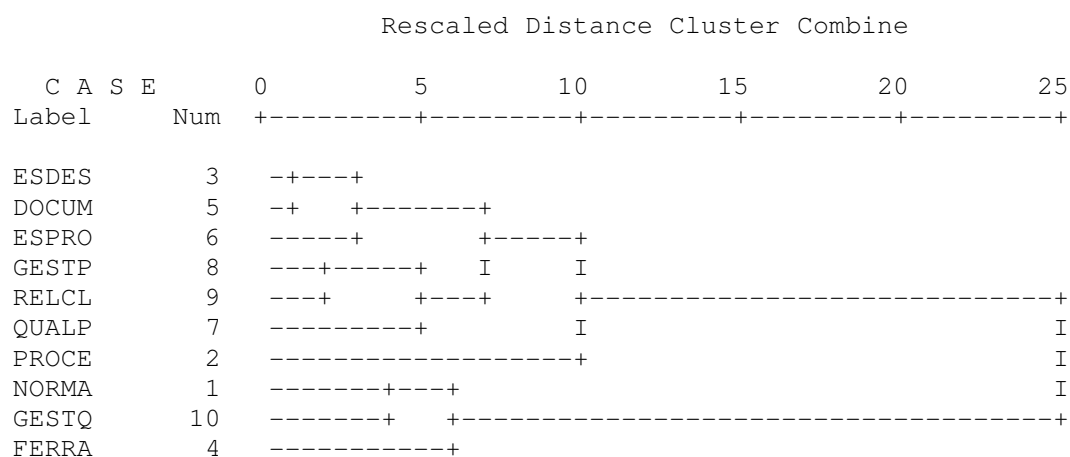 Rescaled Distance Cluster Combine
C A S E 0 5 10 15 20 25
Label Num +---------+---------+---------+---------+---------+
ESDES 3 -+---+
DOCUM 5 -+ +-------+
ESPRO 6 -----+ +-----+
GESTP 8 ---+-----+ I I
RELCL 9 ---+ +---+ +-----------------------------+
QUALP 7 ---------+ I I
PROCE 2 -------------------+ I
NORMA 1 -------+---+ I
GESTQ 10 -------+ +-------------------------------------+
FERRA 4 -----------+